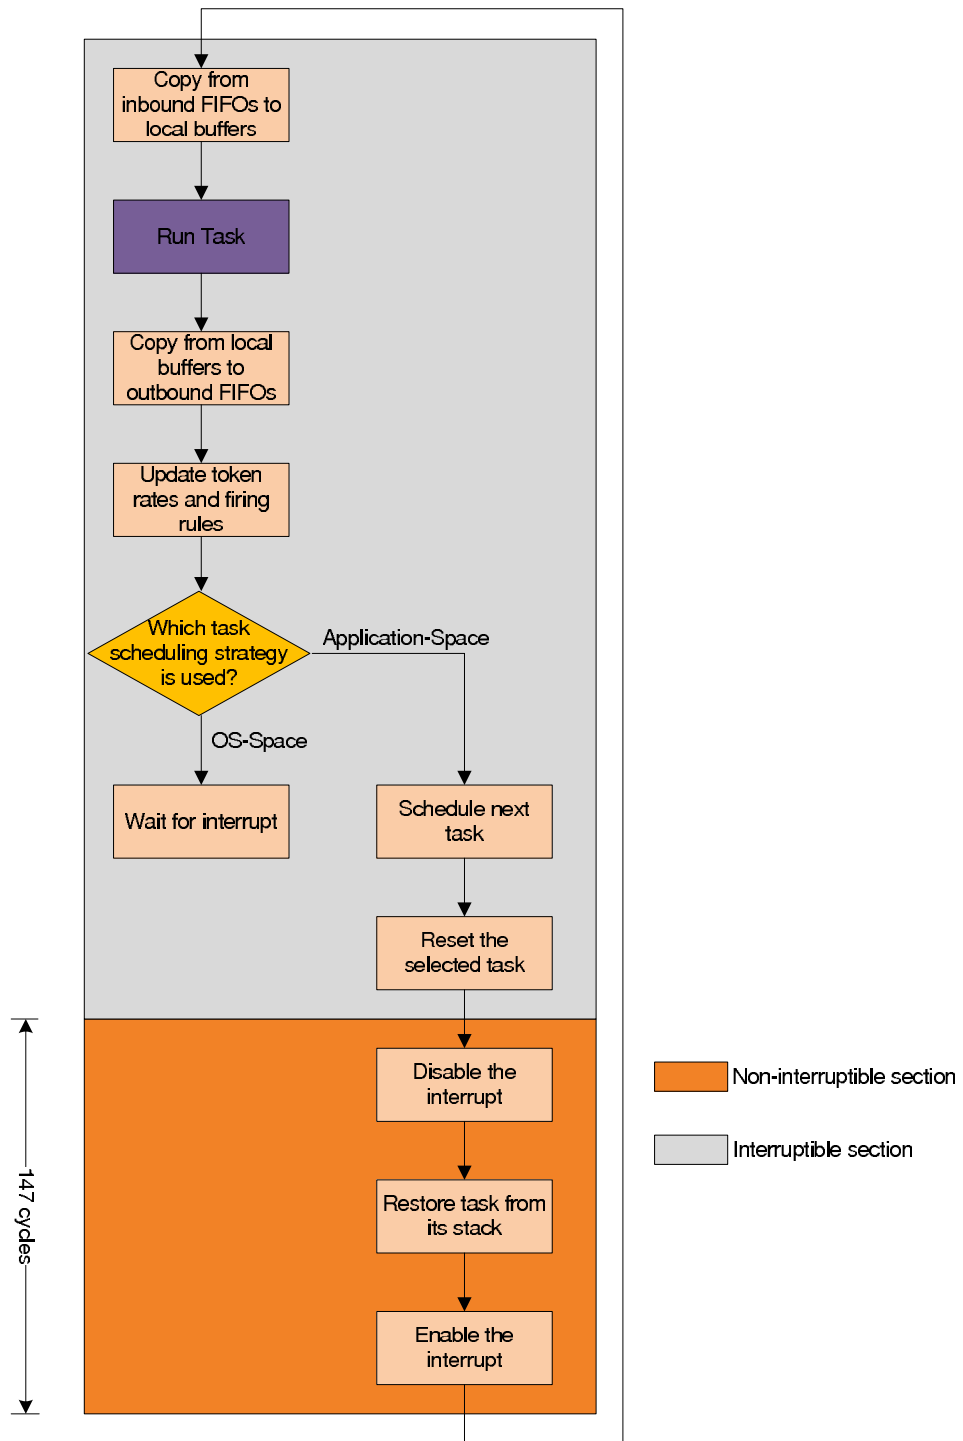 Copy from
inbound FIFOs to
local buffers
Run Task
Copy from local
buffers to
outbound FIFOs
Update token
rates and firing
rules
Which task
scheduling strategy
is used?
Application-Space
OS-Space
Wait for interrupt
Schedule next
task
Reset the
selected task
Disable the
interrupt
Restore task from
its stack
Enable the
interrupt
147 cycles
Non-interruptible section
Interruptible section